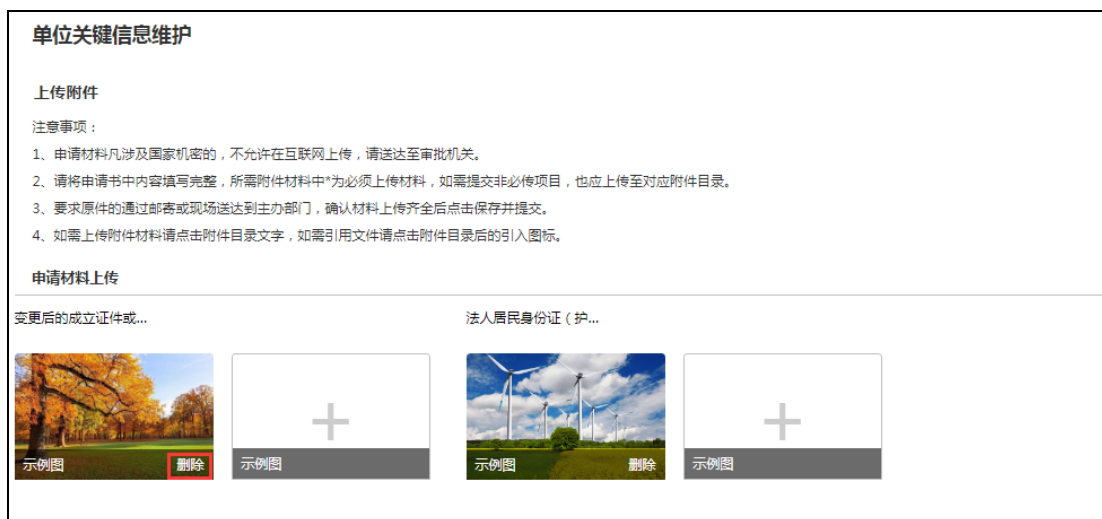 单位关键信息维护
上传附件
注意事项：
1、申请材料凡涉及国家机密的，不允许在互联网上传，请送达至审批机关。
2、请将申请书中内容填写完整，所需附件材料中*为必须上传材料，如需提交非必传项目，也应上传至对应附件目录。
3、要求原件的通过邮寄或现场送达到主办部门，确认材料上传齐全后点击保存并提交。
4、如需上传附件材料请点击附件目录文字，如需引用文件请点击附件目录后的引入图标。
申请材料上传
变更后的成立证件或... 法人居民身份证（护...
示例图 删除 示例图 示例图 删除 示例图